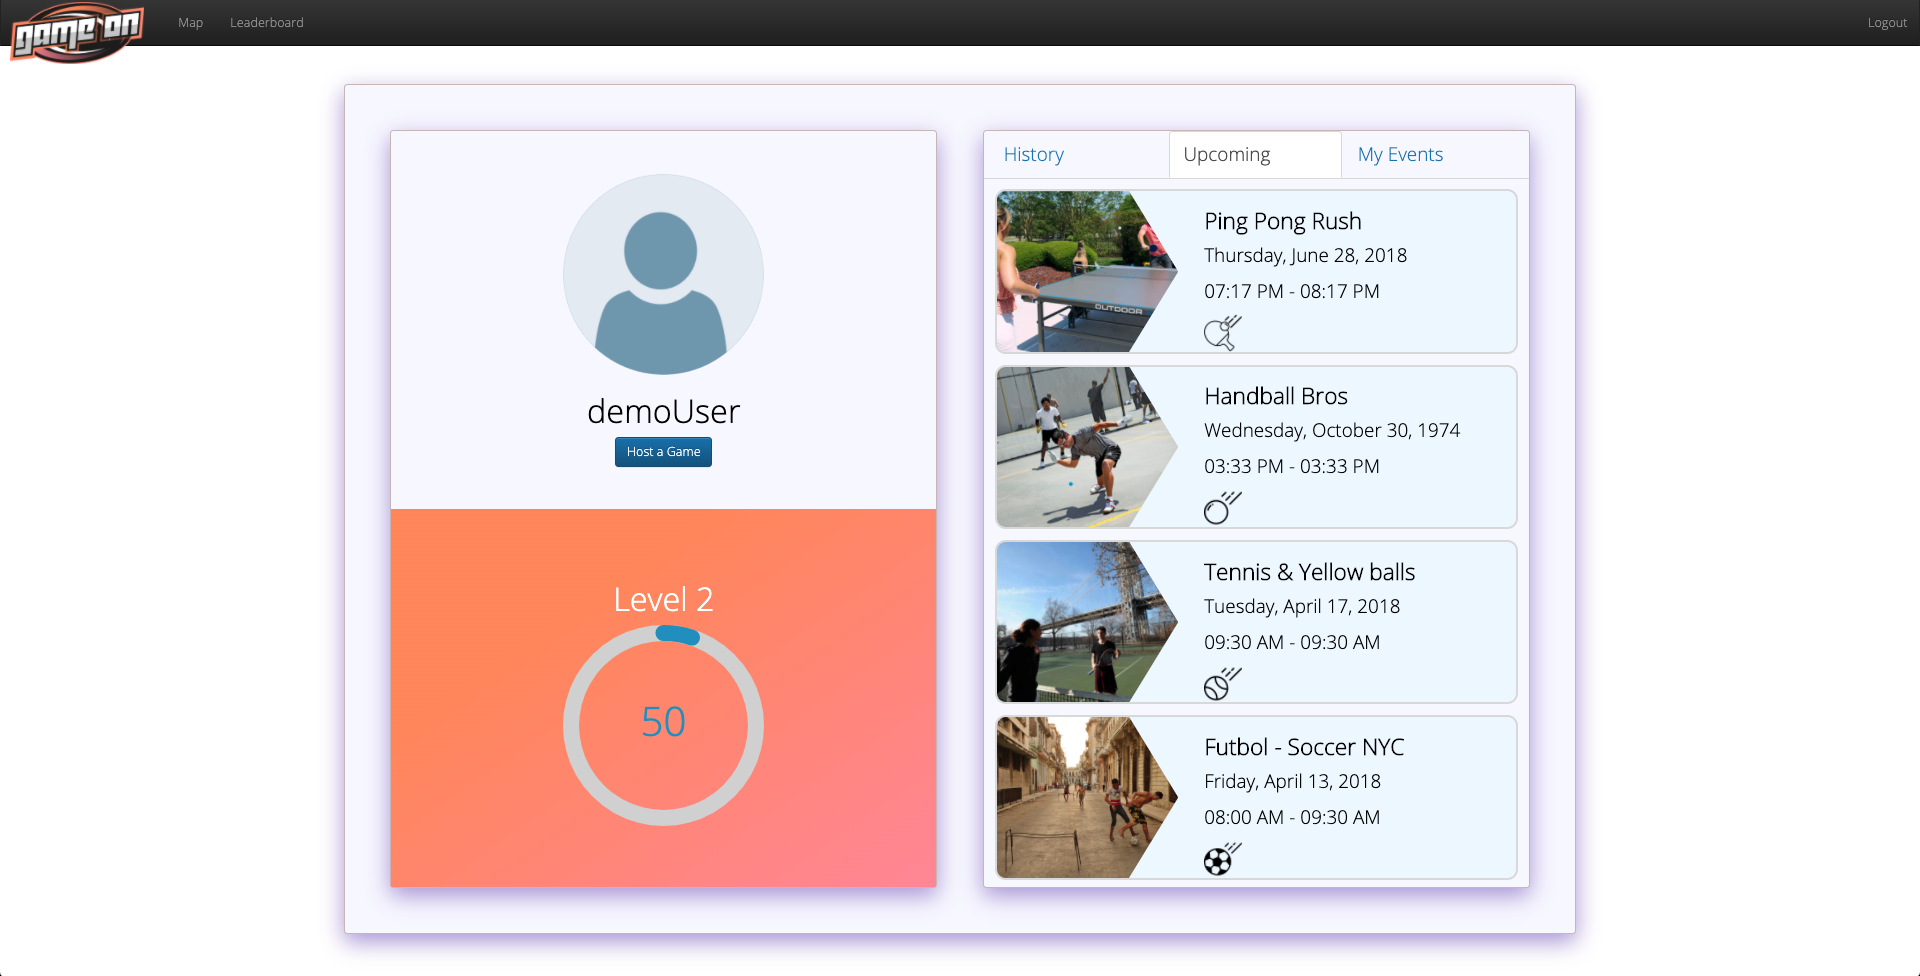 game on
Map
Leaderboard
Logout
demoUser
Host a Game
Level 2
50
History
Upcoming
My Events
OUTDOOR
Ping Pong Rush
Thursday, June 28, 2018
07:17 PM - 08:17 PM
Handball Bros
Wednesday, October 30, 1974
03:33 PM - 03:33 PM
Tennis & Yellow balls
Tuesday, April 17, 2018
09:30 AM - 09:30 AM
Futbol - Soccer NYC
Friday, April 13, 2018
08:00 AM - 09:30 AM